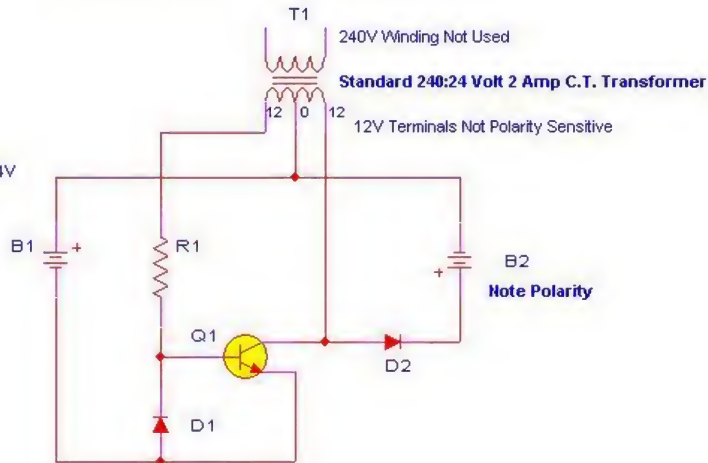 T1
240V Winding Not Used
Standard 240:24 Volt 2 Amp C.T. Transformer
12 0 12
12V Terminals Not Polarity Sensitive
4V
B1 +
R1
+ B2
Note Polarity
Q1
D2
D1